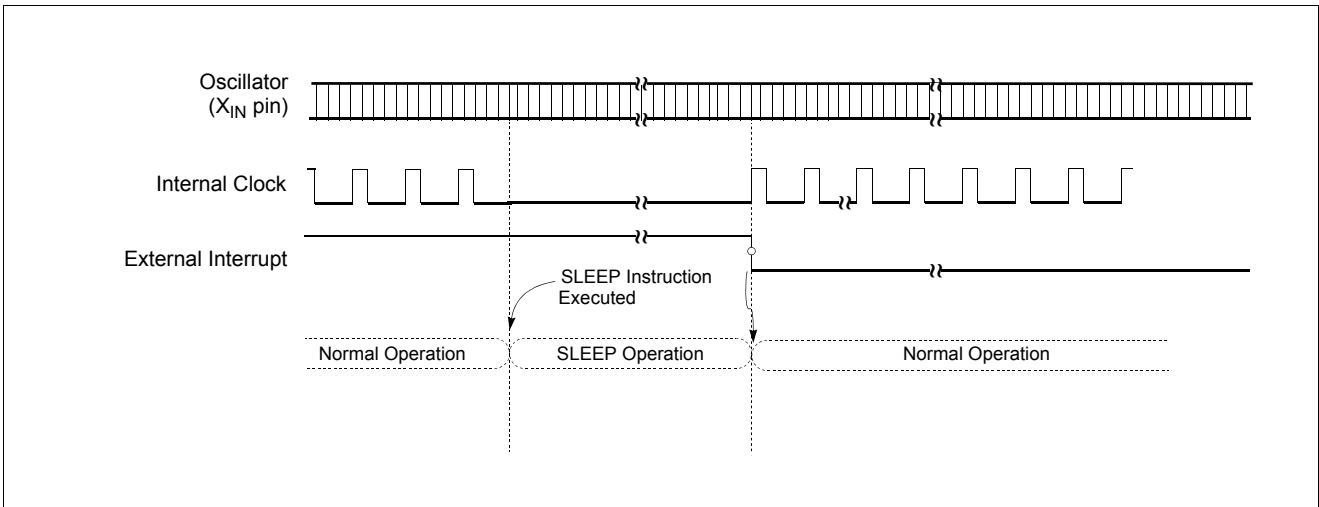 Oscillator
(XIN pin)
Internal Clock
External Interrupt
SLEEP Instruction
Executed
Normal Operation
SLEEP Operation
Normal Operation